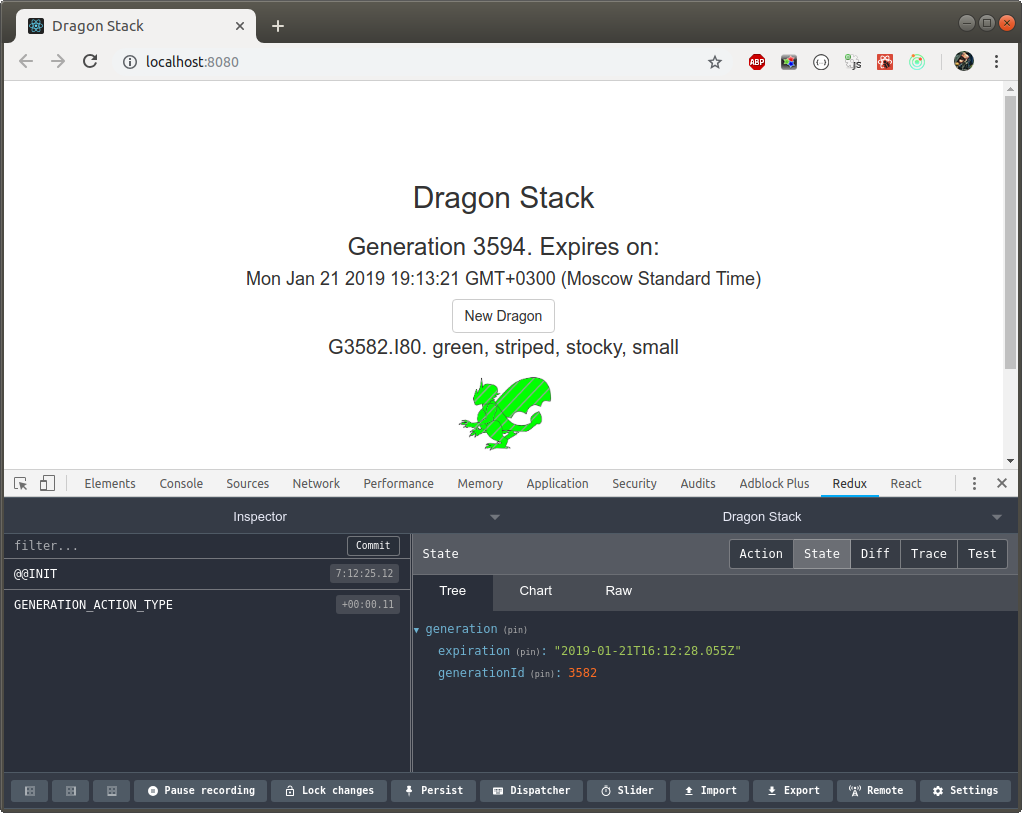 Dragon Stack
localhost:8080
ABP
JS
Dragon Stack
Generation 3594. Expires on:
Mon Jan 21 2019 19:13:21 GMT+0300 (Moscow Standard Time)
New Dragon
G3582.I80. green, striped, stocky, small
Elements Console Sources Network Performance Memory Application Security Audits Adblock Plus Redux React
Inspector Dragon Stack
filter... Commit
@@INIT 7:12:25.12
GENERATION_ACTION_TYPE +00:00.11
State Action State Diff Trace Test
Tree Chart Raw
generation (pin)
expiration (pin): "2019-01-21T16:12:28.055Z"
generationId (pin): 3582
Pause recording Lock changes Persist Dispatcher Slider Import Export Remote Settings